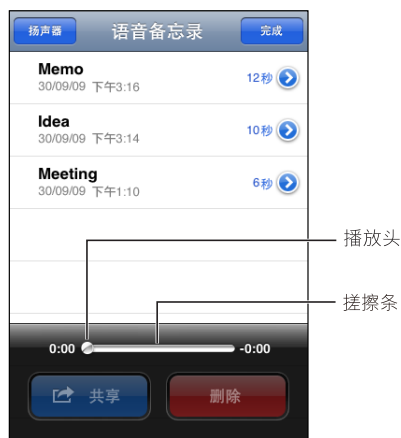 扬声器 语音备忘录 完成
Memo
30/09/09 下午3:16
12秒
Idea
30/09/09 下午3:14
10秒
Meeting
30/09/09 下午1:10
6秒
播放头
搓擦条
0:00 -0:00
共享 删除